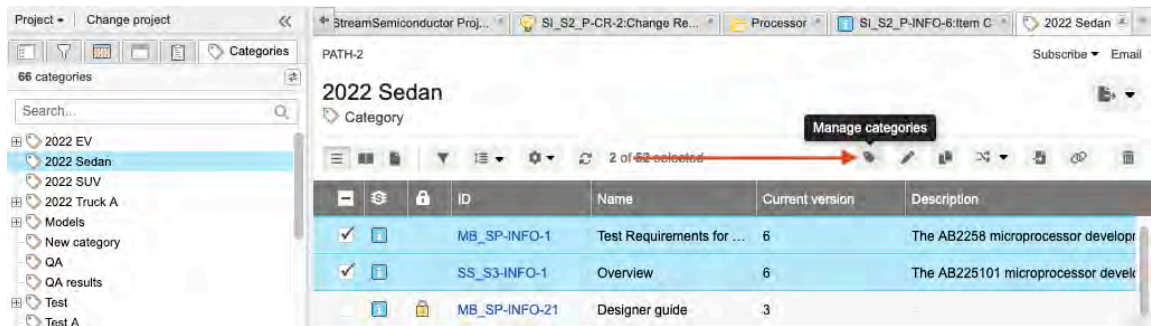 Project Change project
StreamSemiconductor Proj... SI_S2_P-CR-2:Change Re... Processor SI_S2_P-INFO-6:Item C 2022 Sedan
Categories
66 categories
Search...
2022 EV
2022 Sedan
2022 SUV
2022 Truck A
Models
New category
QA
QA results
Test
Test A
PATH-2
Subscribe Email
2022 Sedan
Category
Manage categories
2 of 52 selected
ID Name Current version Description
MB_SP-INFO-1 Test Requirements for ... 6 The AB2258 microprocessor developr
SS_S3-INFO-1 Overview 6 The AB225101 microprocessor develo
MB_SP-INFO-21 Designer guide 3